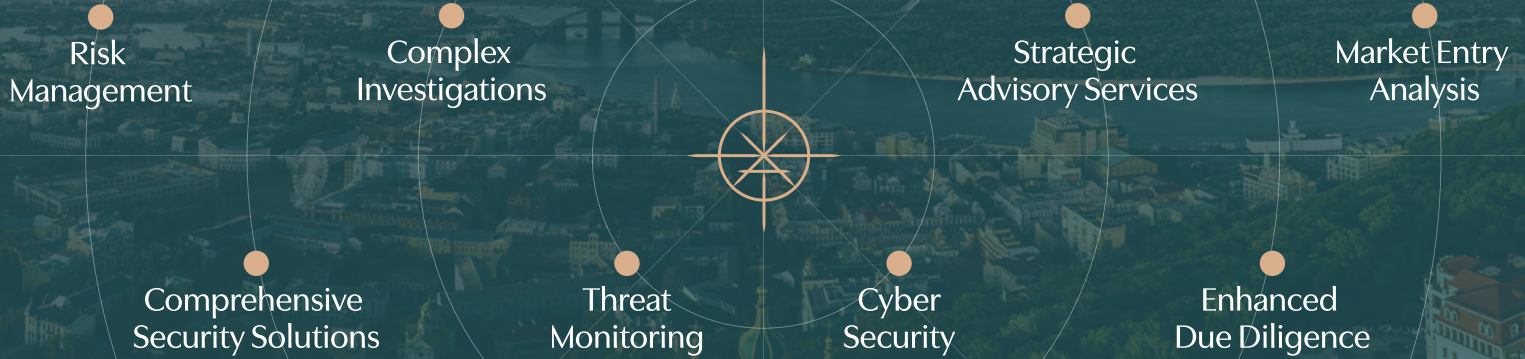 Risk
Management
Complex
Investigations
Strategic
Advisory Services
Market Entry
Analysis
Comprehensive
Security Solutions
Threat
Monitoring
Cyber
Security
Enhanced
Due Diligence